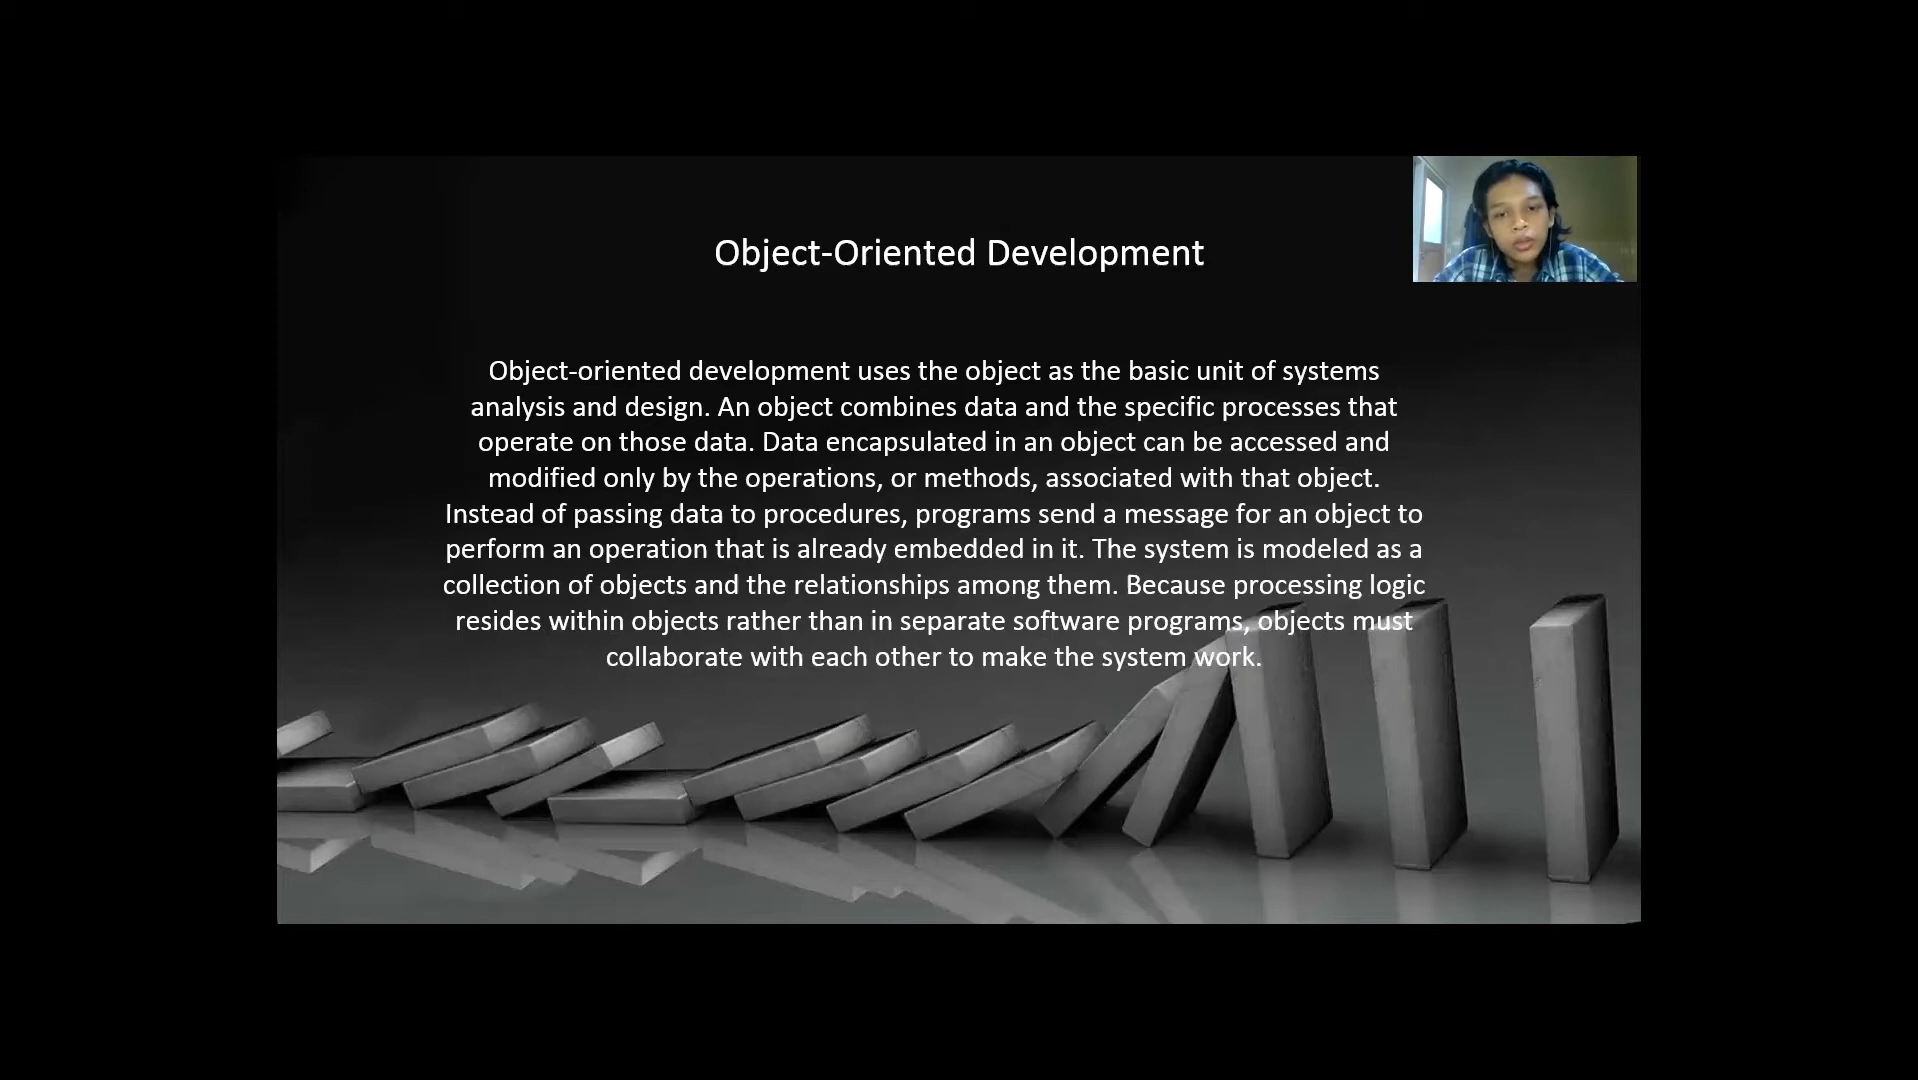 Object-Oriented Development
Object-oriented development uses the object as the basic unit of systems
analysis and design. An object combines data and the specific processes that
operate on those data. Data encapsulated in an object can be accessed and
modified only by the operations, or methods, associated with that object.
Instead of passing data to procedures, programs send a message for an object to
perform an operation that is already embedded in it. The system is modeled as a
collection of objects and the relationships among them. Because processing logic
resides within objects rather than in separate software programs, objects must
collaborate with each other to make the system work.